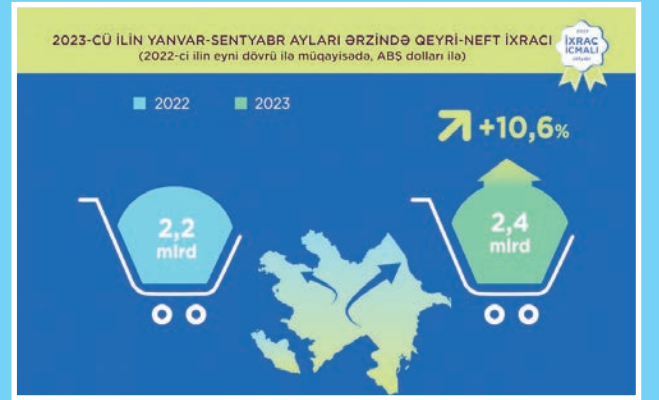 2023-CÜ İLİN YANVAR-SENTYABR AYLARI ƏRZİNDƏ QEYRİ-NEFT İXRACI
(2022-ci ilin eyni dövrü ilə müqayisədə, ABŞ dolları ilə)
İXRAC
İCMALI
2022
2023
+10,6%
2,2
mlrd
2,4
mlrd